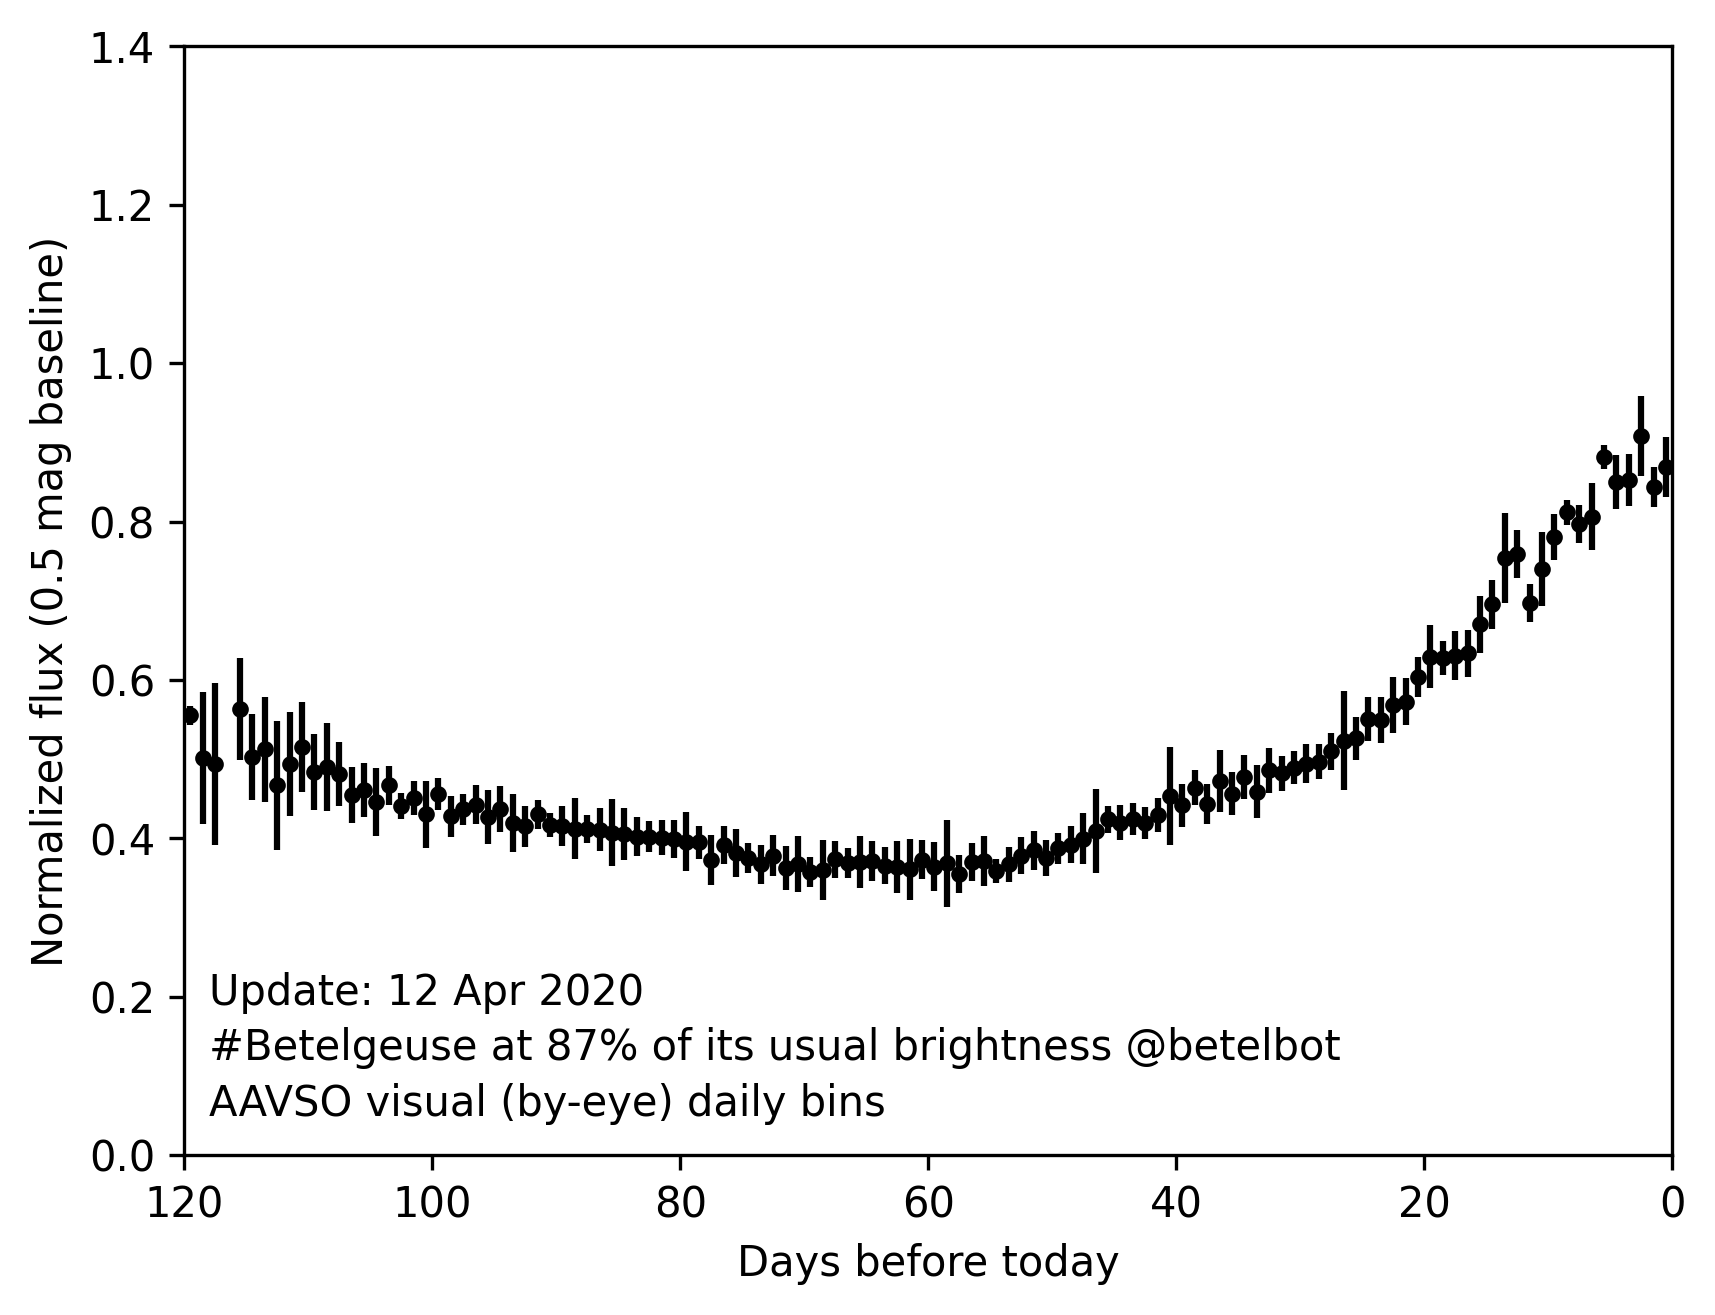 1.4
1.2
1.0
0.8
0.6
0.4
0.2
0.0
Normalized flux (0.5 mag baseline)
Update: 12 Apr 2020
#Betelgeuse at 87% of its usual brightness @betelbot
AAVSO visual (by-eye) daily bins
120 100 80 60 40 20 0
Days before today